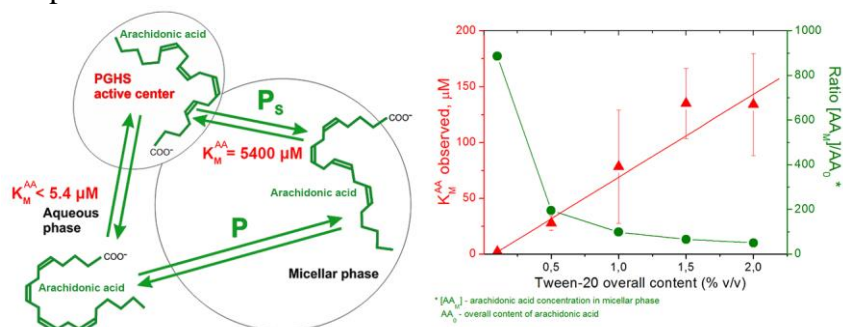 Arachidonic acid
PGHS
active center
COO⁻
P_S
K_M^AA = 5400 µM
COO⁻
Arachidonic acid
K_M^AA < 5.4 µM
Aqueous
phase
P
COO⁻
Arachidonic acid
Micellar phase
K_M^AA observed, µM
200
150
100
50
0
0,5
1,0
1,5
2,0
Tween-20 overall content (% v/v)
1000
800
600
400
200
0
Ratio [AA_M]/AA_0 *
* [AA_M] - arachidonic acid concentration in micellar phase
AA_0 - overall content of arachidonic acid